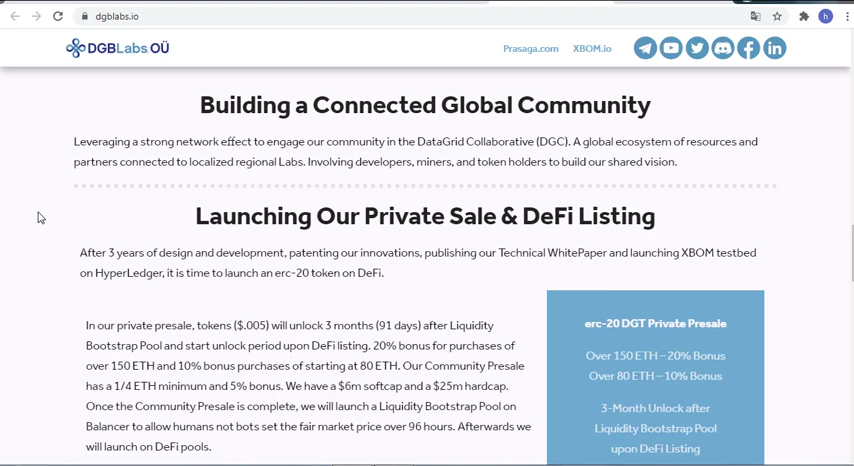 dgblabs.io
h
DGBLabs OÜ
Prasaga.com XBOM.io
Building a Connected Global Community
Leveraging a strong network effect to engage our community in the DataGrid Collaborative (DGC). A global ecosystem of resources and
partners connected to localized regional Labs. Involving developers, miners, and token holders to build our shared vision.
Launching Our Private Sale & DeFi Listing
After 3 years of design and development, patenting our innovations, publishing our Technical WhitePaper and launching XBOM testbed
on HyperLedger, it is time to launch an erc-20 token on DeFi.
In our private presale, tokens ($.005) will unlock 3 months (91 days) after Liquidity
Bootstrap Pool and start unlock period upon DeFi listing. 20% bonus for purchases of
over 150 ETH and 10% bonus purchases of starting at 80 ETH. Our Community Presale
has a 1/4 ETH minimum and 5% bonus. We have a $6m softcap and a $25m hardcap.
Once the Community Presale is complete, we will launch a Liquidity Bootstrap Pool on
Balancer to allow humans not bots set the fair market price over 96 hours. Afterwards we
will launch on DeFi pools.
erc-20 DGT Private Presale
Over 150 ETH – 20% Bonus
Over 80 ETH – 10% Bonus
3-Month Unlock after
Liquidity Bootstrap Pool
upon DeFi Listing